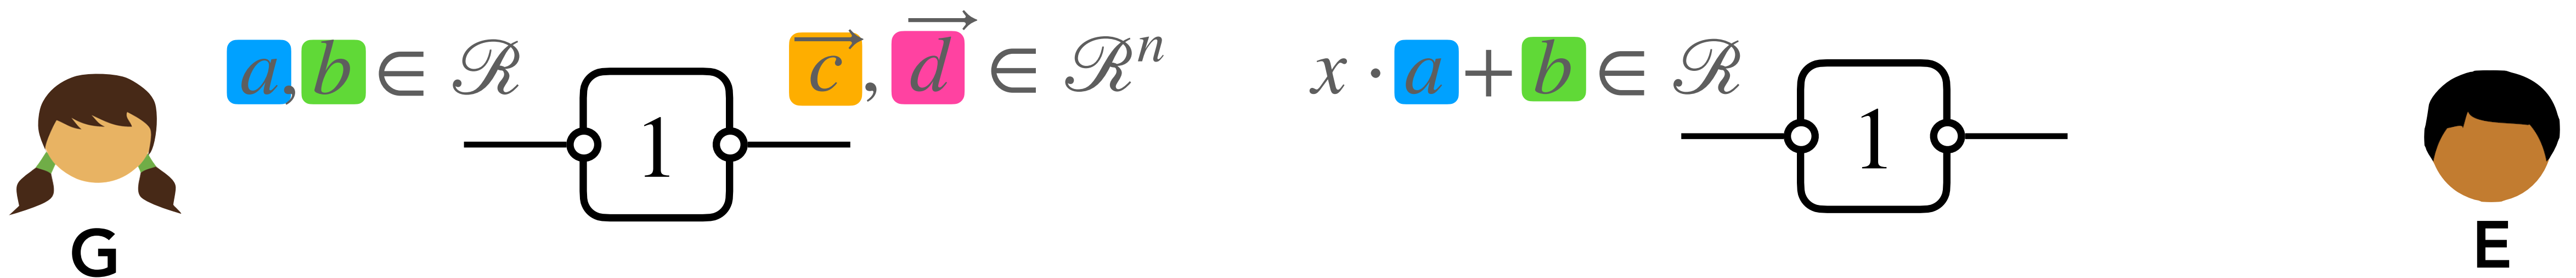 a, b ∈ ℛ
1
c⃗, d⃗ ∈ ℛⁿ
x · a + b ∈ ℛ
1
G
E